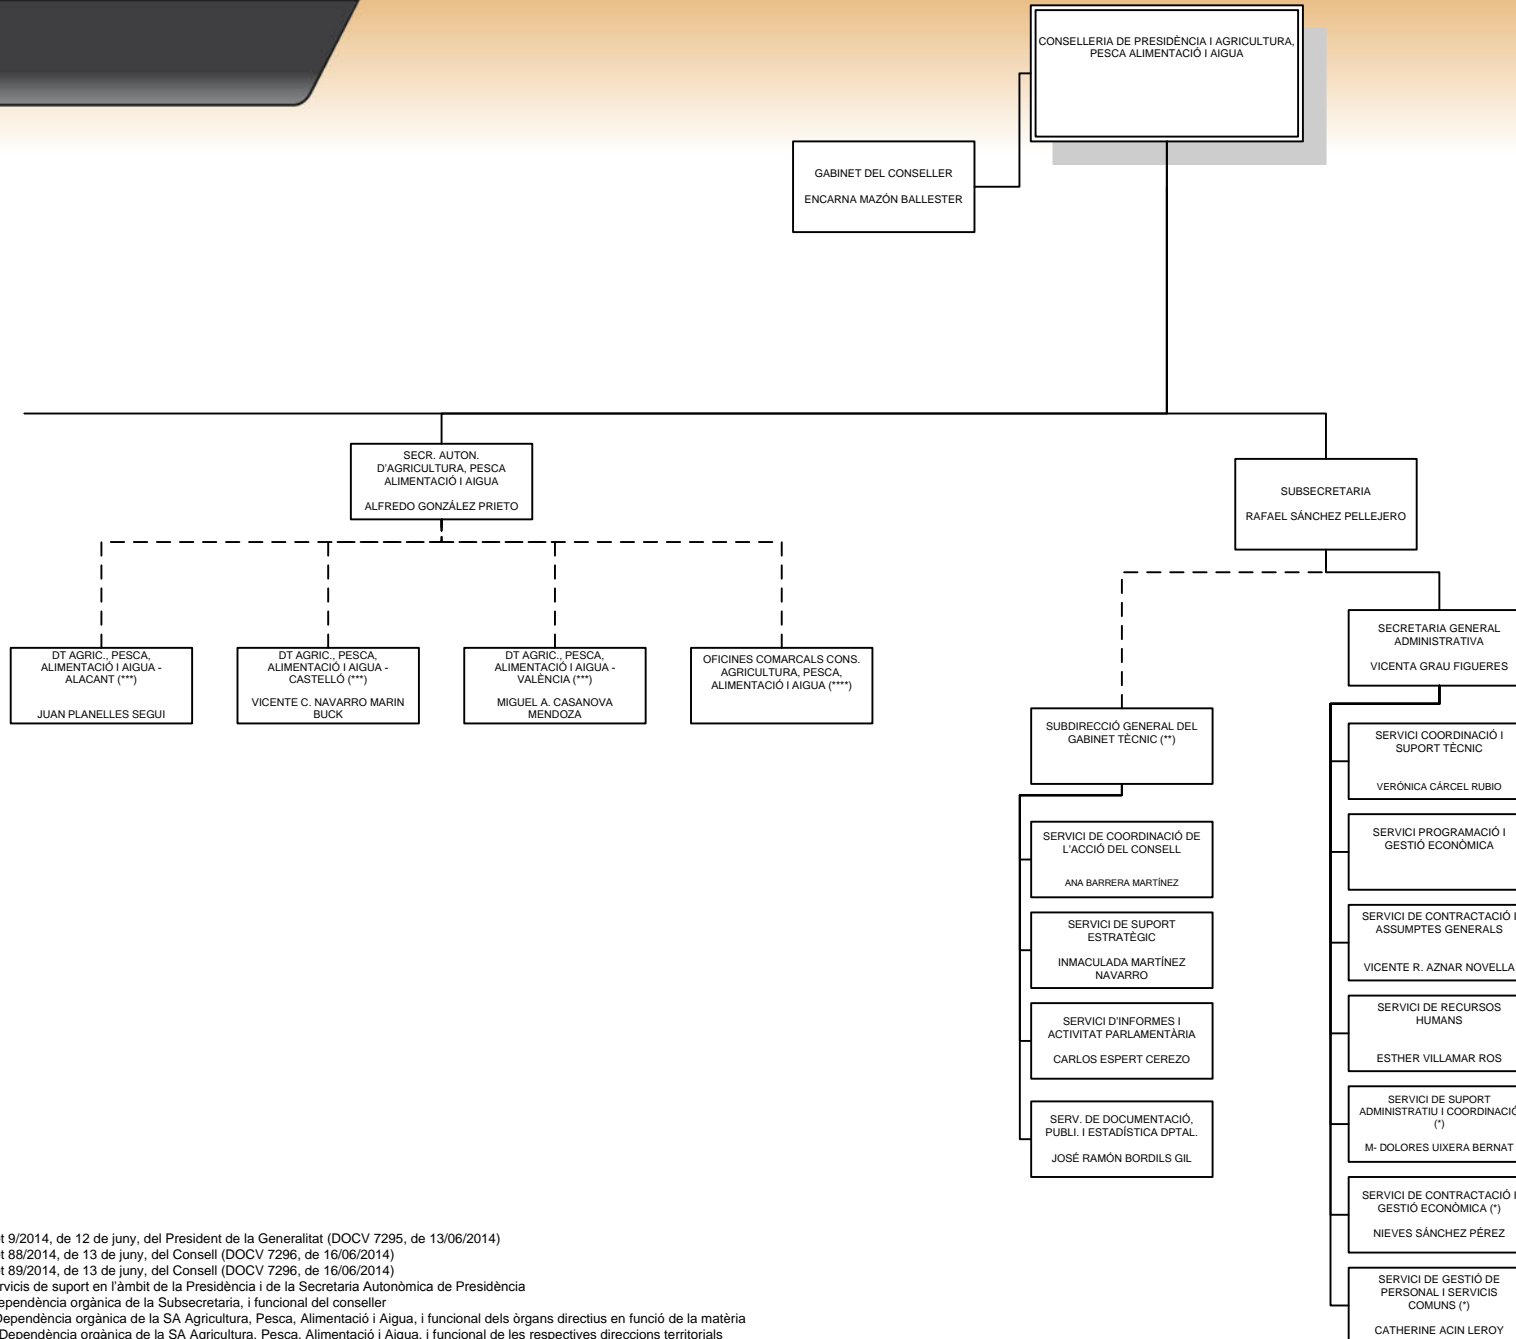 CONSELLERIA DE PRESIDÈNCIA I AGRICULTURA,
PESCA ALIMENTACIÓ I AIGUA
GABINET DEL CONSELLER
ENCARNA MAZÓN BALLESTER
SECR. AUTON.
D'AGRICULTURA, PESCA
ALIMENTACIÓ I AIGUA
ALFREDO GONZÁLEZ PRIETO
SUBSECRETARIA
RAFAEL SÁNCHEZ PELLEJERO
DT AGRIC., PESCA,
ALIMENTACIÓ I AIGUA -
ALACANT (***)
JUAN PLANELLES SEGUI
DT AGRIC., PESCA,
ALIMENTACIÓ I AIGUA -
CASTELLÓ (***)
VICENTE C. NAVARRO MARIN
BUCK
DT AGRIC., PESCA,
ALIMENTACIÓ I AIGUA -
VALÈNCIA (***)
MIGUEL A. CASANOVA
MENDOZA
OFICINES COMARCALS CONS.
AGRICULTURA, PESCA,
ALIMENTACIÓ I AIGUA (****)
SUBDIRECCIÓ GENERAL DEL
GABINET TÈCNIC (**)
SERVICI DE COORDINACIÓ DE
L'ACCIÓ DEL CONSELL
ANA BARRERA MARTÍNEZ
SERVICI DE SUPORT
ESTRATÈGIC
INMACULADA MARTÍNEZ
NAVARRO
SERVICI D'INFORMES I
ACTIVITAT PARLAMENTÀRIA
CARLOS ESPERT CEREZO
SERV. DE DOCUMENTACIÓ,
PUBLI. I ESTADÍSTICA DPTAL.
JOSÉ RAMÓN BORDILS GIL
SECRETARIA GENERAL
ADMINISTRATIVA
VICENTA GRAU FIGUERES
SERVICI COORDINACIÓ I
SUPORT TÈCNIC
VERÓNICA CÁRCEL RUBIO
SERVICI PROGRAMACIÓ I
GESTIÓ ECONÒMICA
SERVICI DE CONTRACTACIÓ I
ASSUMPTES GENERALS
VICENTE R. AZNAR NOVELLA
SERVICI DE RECURSOS
HUMANS
ESTHER VILLAMAR ROS
SERVICI DE SUPORT
ADMINISTRATIU I COORDINACIÓ
(*)
M- DOLORES UIXERA BERNAT
SERVICI DE CONTRACTACIÓ I
GESTIÓ ECONÒMICA (*)
NIEVES SÁNCHEZ PÉREZ
SERVICI DE GESTIÓ DE
PERSONAL I SERVICIS
COMUNS (*)
CATHERINE ACIN LEROY
t 9/2014, de 12 de juny, del President de la Generalitat (DOCV 7295, de 13/06/2014)
t 88/2014, de 13 de juny, del Consell (DOCV 7296, de 16/06/2014)
t 89/2014, de 13 de juny, del Consell (DOCV 7296, de 16/06/2014)
rvicis de suport en l'àmbit de la Presidència i de la Secretaria Autonòmica de Presidència
ependència orgànica de la Subsecretaria, i funcional del conseller
Dependència orgànica de la SA Agricultura, Pesca, Alimentació i Aigua, i funcional dels òrgans directius en funció de la matèria
Dependència orgànica de la SA Agricultura, Pesca, Alimentació i Aigua, i funcional de les respectives direccions territorials